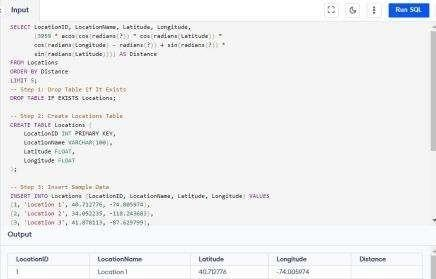 Input
Run SQL
SELECT LocationID, LocationName, Latitude, Longitude,
(3959 * acos(cos(radians(?)) * cos(radians(Latitude)) *
cos(radians(Longitude) - radians(?)) + sin(radians(?)) *
sin(radians(Latitude)))) AS Distance
FROM Locations
ORDER BY Distance
LIMIT 5;
-- Step 1: Drop Table if It Exists
DROP TABLE IF EXISTS Locations;
-- Step 2: Create Locations Table
CREATE TABLE Locations (
LocationID INT PRIMARY KEY,
LocationName VARCHAR(100),
Latitude FLOAT,
Longitude FLOAT
);
-- Step 3: Insert Sample Data
INSERT INTO Locations (LocationID, LocationName, Latitude, Longitude) VALUES
(1, 'Location 1', 40.712776, -74.005974),
(2, 'Location 2', 34.052235, -118.243683),
(3, 'Location 3', 41.878113, -87.629799),
Output
LocationID LocationName Latitude Longitude Distance
1 Location 1 40.712776 -74.005974